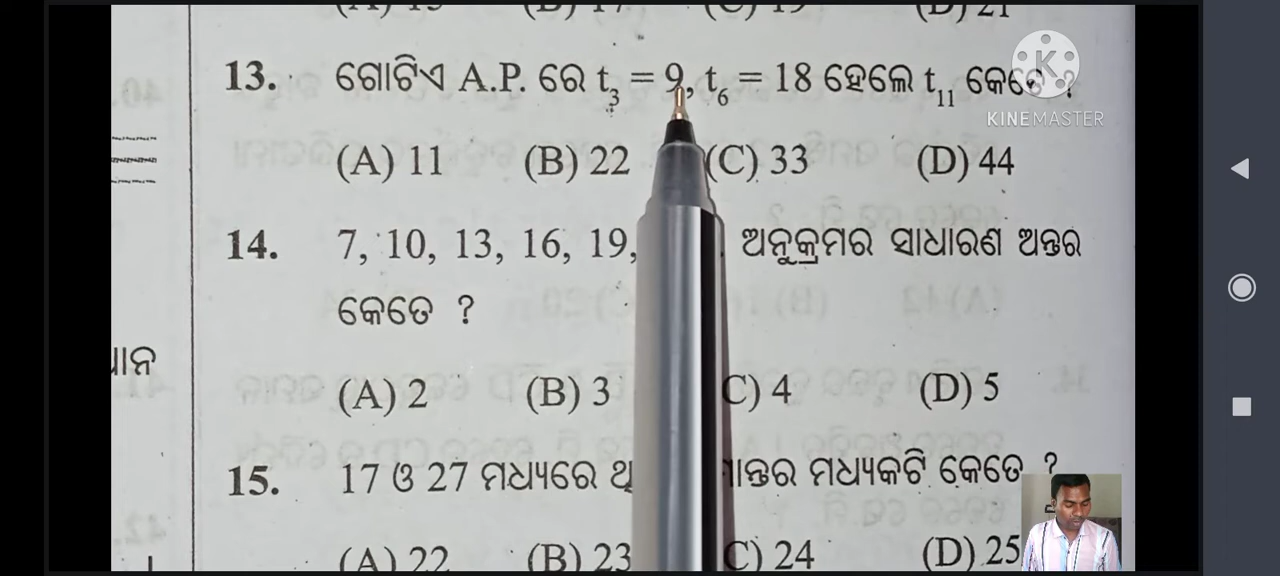 13. ଗୋଟିଏ A.P. ରେ t₃ = 9, t₆ = 18 ହେଲେ t₁₁ କେତେ ?
KINEMASTER
(A) 11 (B) 22 (C) 33 (D) 44
14. 7, 10, 13, 16, 19, ଅନୁକ୍ରମର ସାଧାରଣ ଅନ୍ତର
କେତେ ?
(A) 2 (B) 3 C) 4 (D) 5
15. 17 ଓ 27 ମଧ୍ୟରେ ମଧ୍ୟକଟି କେତେ ?
(A) 22 (B) 23 C) 24 (D) 25